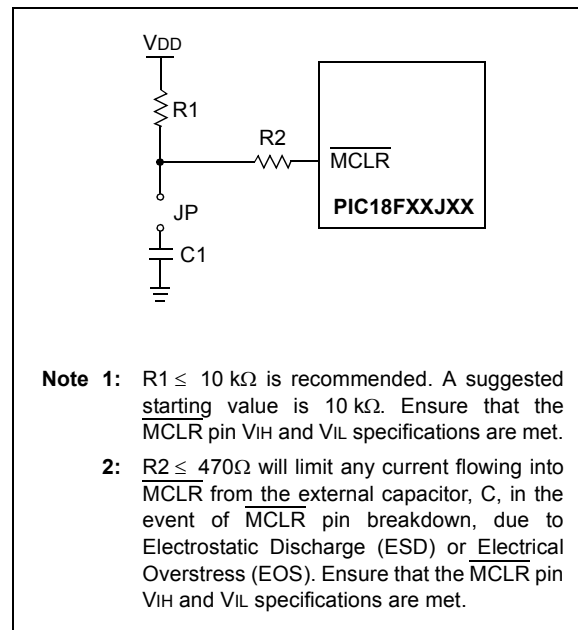 VDD
R1
R2
MCLR
JP
PIC18FXXJXX
C1
Note 1: R1 ≤ 10 kΩ is recommended. A suggested
starting value is 10 kΩ. Ensure that the
MCLR pin VIH and VIL specifications are met.
2: R2 ≤ 470Ω will limit any current flowing into
MCLR from the external capacitor, C, in the
event of MCLR pin breakdown, due to
Electrostatic Discharge (ESD) or Electrical
Overstress (EOS). Ensure that the MCLR pin
VIH and VIL specifications are met.